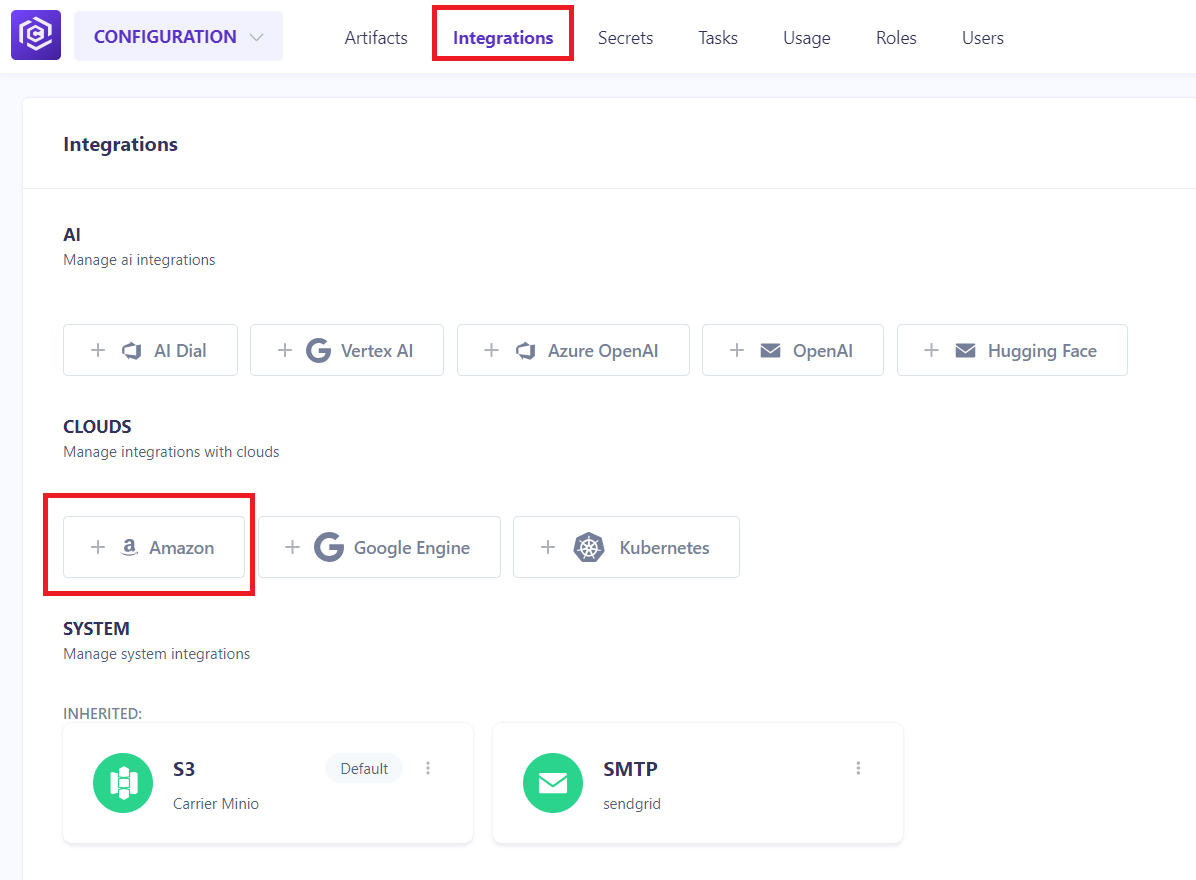 CONFIGURATION Artifacts Integrations Secrets Tasks Usage Roles Users
Integrations
AI
Manage ai integrations
+ AI Dial + Vertex AI + Azure OpenAI + OpenAI + Hugging Face
CLOUDS
Manage integrations with clouds
+ Amazon + Google Engine + Kubernetes
SYSTEM
Manage system integrations
INHERITED:
S3 Default SMTP
Carrier Minio sendgrid